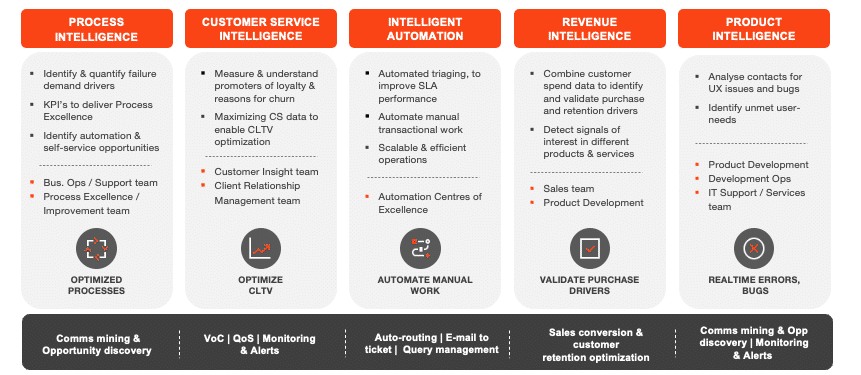 PROCESS
INTELLIGENCE
Identify & quantify failure
demand drivers
KPI's to deliver Process
Excellence
Identify automation &
self-service opportunities
Bus. Ops / Support team
Process Excellence /
Improvement team
OPTIMIZED
PROCESSES
Comms mining &
Opportunity discovery
CUSTOMER SERVICE
INTELLIGENCE
Measure & understand
promoters of loyalty &
reasons for churn
Maximizing CS data to
enable CLTV
optimization
Customer Insight team
Client Relationship
Management team
OPTIMIZE
CLTV
VoC | QoS | Monitoring
& Alerts
INTELLIGENT
AUTOMATION
Automated triaging, to
improve SLA
performance
Automate manual
transactional work
Scalable & efficient
operations
Automation Centres of
Excellence
AUTOMATE MANUAL
WORK
Auto-routing | E-mail to
ticket | Query management
REVENUE
INTELLIGENCE
Combine customer
spend data to identify
and validate purchase
and retention drivers
Detect signals of
interest in different
products & services
Sales team
Product Development
VALIDATE PURCHASE
DRIVERS
Sales conversion &
customer
retention optimization
PRODUCT
INTELLIGENCE
Analyse contacts for
UX issues and bugs
Identify unmet user-
needs
Product Development
Development Ops
IT Support / Services
team
REALTIME ERRORS,
BUGS
Comms mining & Opp
discovery | Monitoring
& Alerts